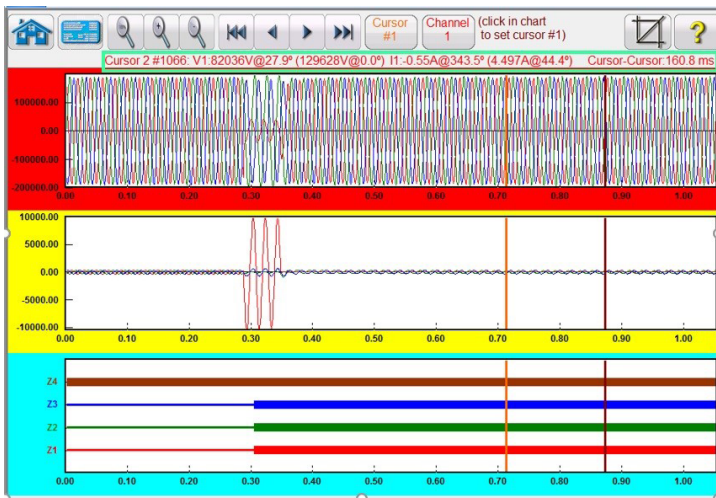 Cursor
#1
Channel
1
(click in chart
to set cursor #1)
?
Cursor 2 #1066: V1:82036V@27.9º (129628V@0.0º) I1:-0.55A@343.5º (4.497A@44.4º) Cursor-Cursor:160.8 ms
100000.00
0.00
-100000.00
-200000.00
0.00 0.10 0.20 0.30 0.40 0.50 0.60 0.70 0.80 0.90 1.00
10000.00
5000.00
0.00
-5000.00
-10000.00
0.00 0.10 0.20 0.30 0.40 0.50 0.60 0.70 0.80 0.90 1.00
Z4
Z3
Z2
Z1
0.00 0.10 0.20 0.30 0.40 0.50 0.60 0.70 0.80 0.90 1.00